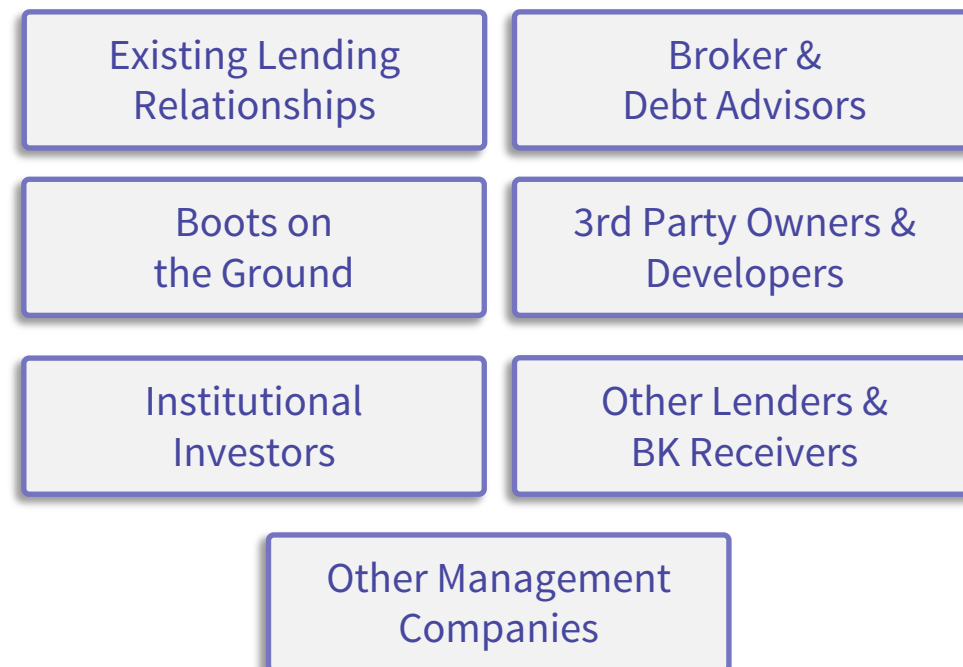 Existing Lending
Relationships
Broker &
Debt Advisors
Boots on
the Ground
3rd Party Owners &
Developers
Institutional
Investors
Other Lenders &
BK Receivers
Other Management
Companies